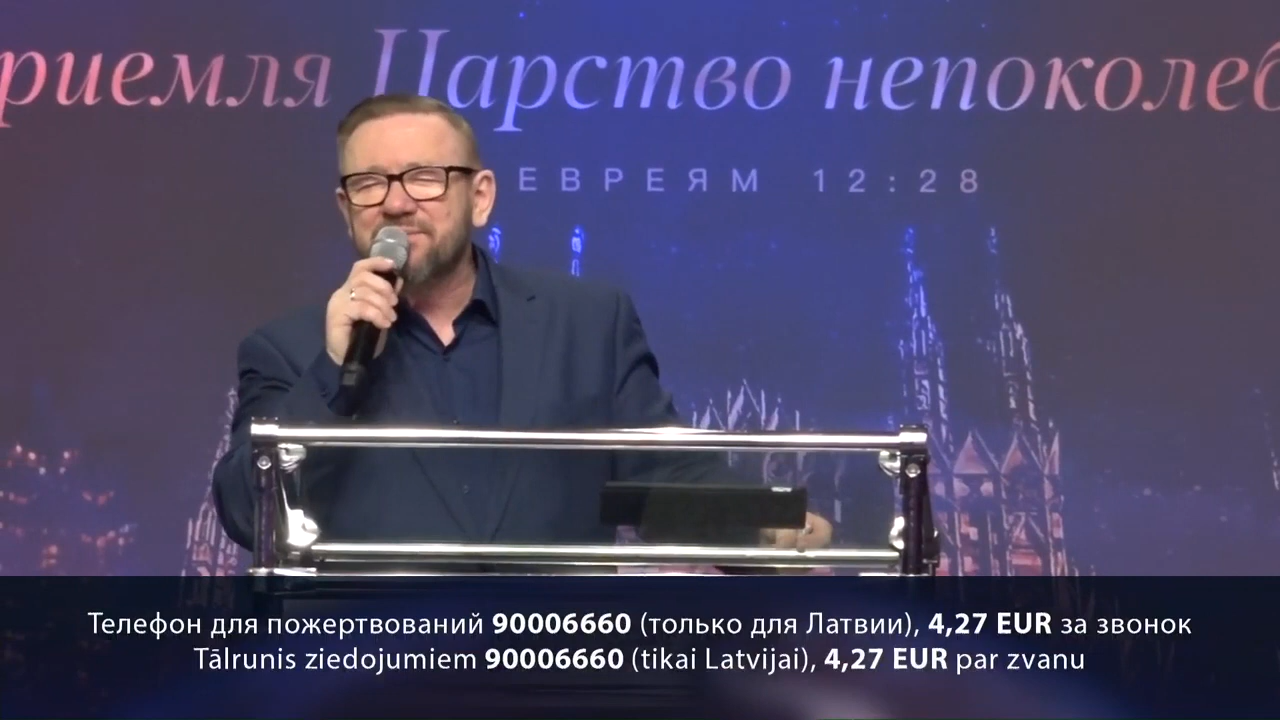 риемля Царство непоколеб
ЕВРЕЯМ 12:28
Телефон для пожертвований 90006660 (только для Латвии), 4,27 EUR за звонок
Tālrunis ziedojumiem 90006660 (tikai Latvijai), 4,27 EUR par zvanu